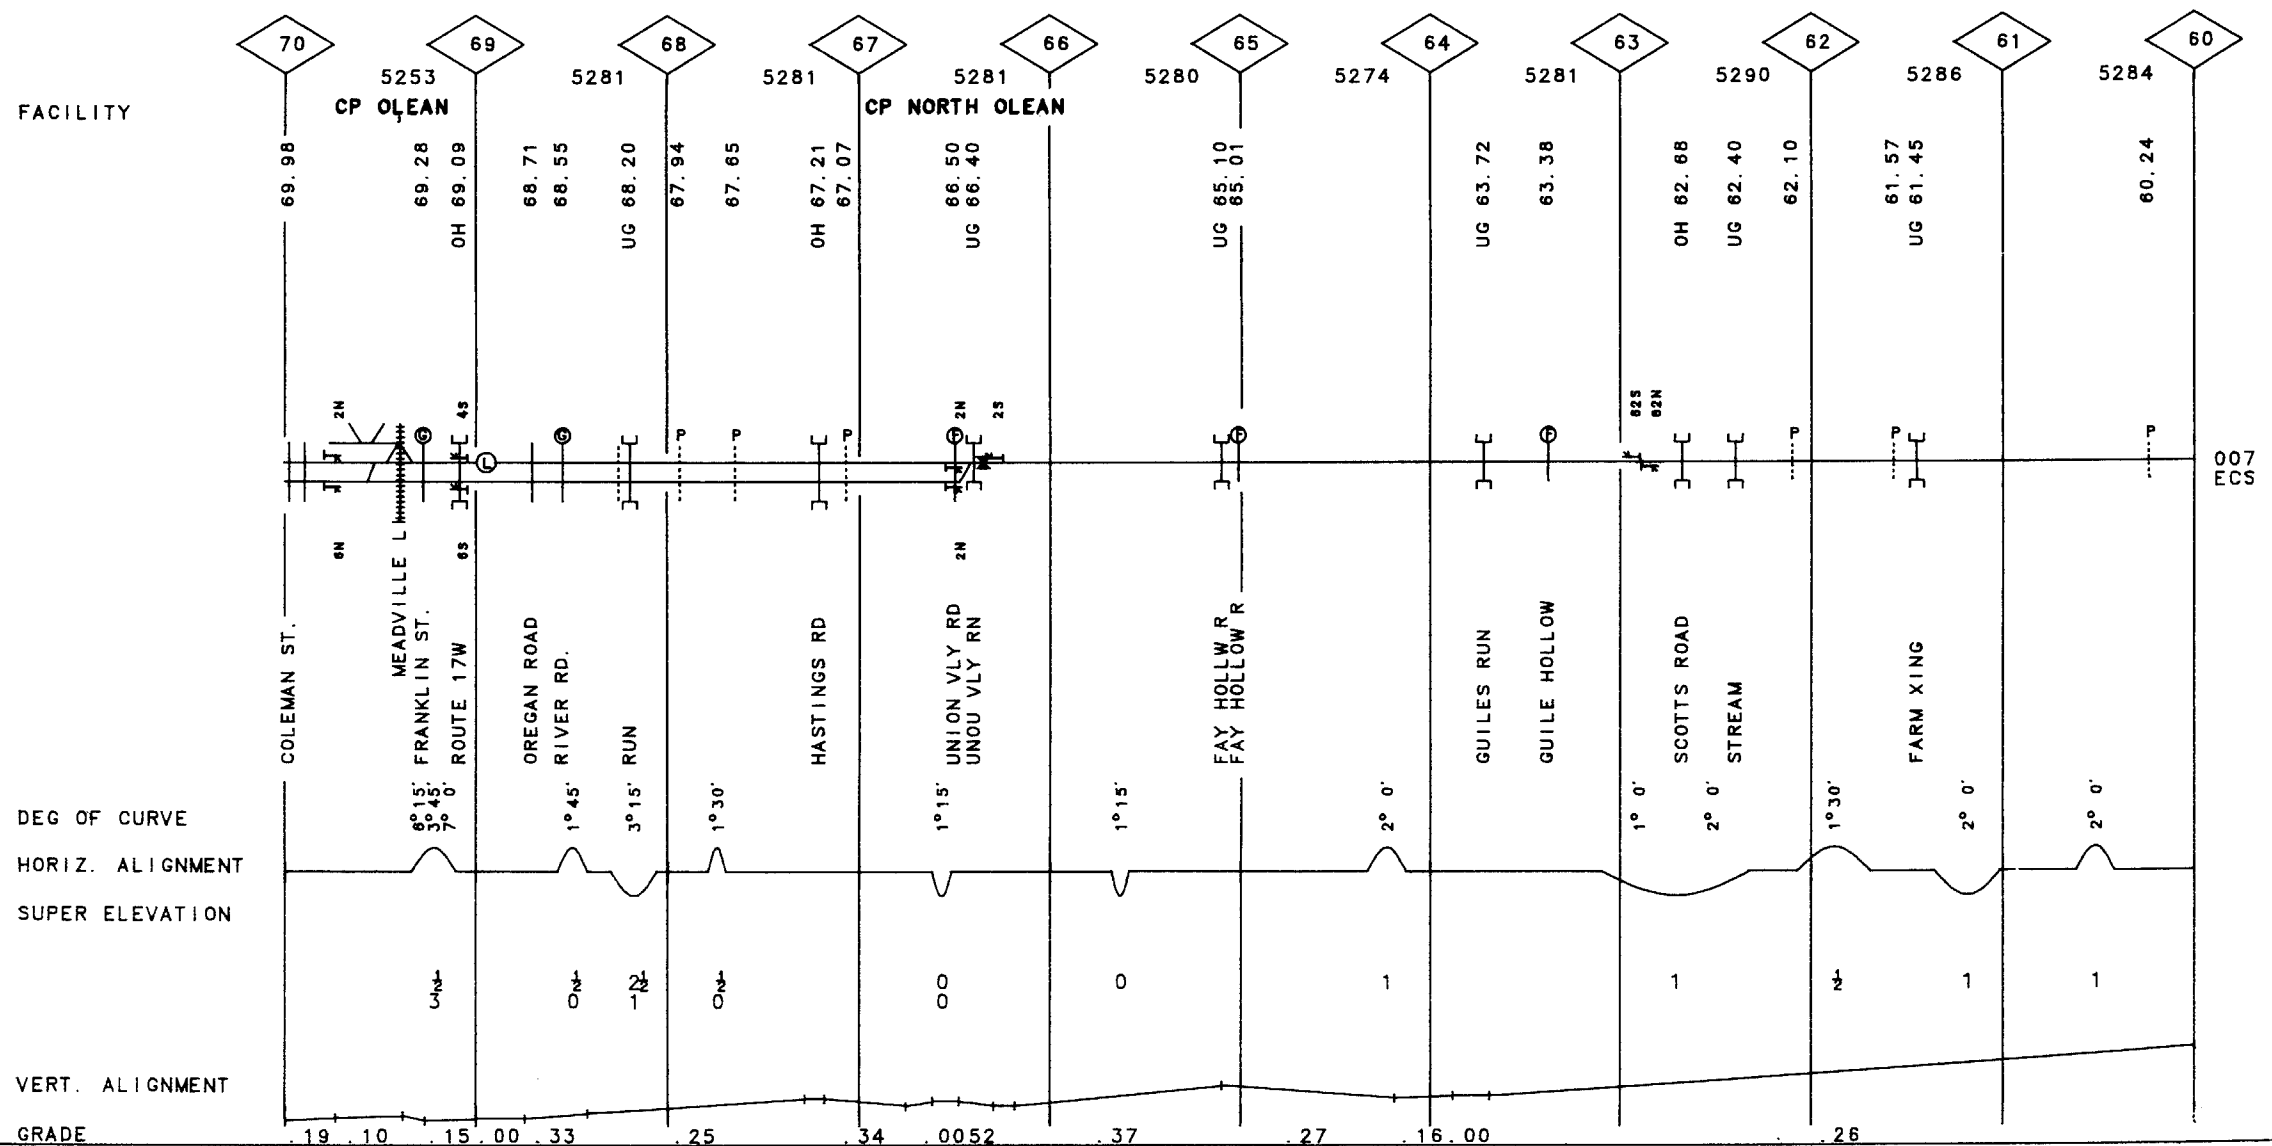 70 69 68 67 66 65 64 63 62 61 60
5253 5281 5281 5281 5280 5274 5281 5290 5286 5284
FACILITY
CP OLEAN
CP NORTH OLEAN
69.98
69.28
OH 69.09
68.71
68.55
UG 68.20
67.94
67.65
OH 67.21
67.07
66.50
UG 66.40
UG 65.10
65.01
UG 63.72
63.38
OH 62.68
UG 62.40
62.10
61.57
UG 61.45
60.24
2N
4S
2N
2S
62S
62N
G
G
P
P
P
F
F
F
P
P
P
L
007
ECS
6N
6S
2N
COLEMAN ST.
MEADVILLE L
FRANKLIN ST.
ROUTE 17W
OREGAN ROAD
RIVER RD.
RUN
HASTINGS RD
UNION VLY RD
UNOU VLY RN
FAY HOLLW R
FAY HOLLOW R
GUILES RUN
GUILE HOLLOW
SCOTTS ROAD
STREAM
FARM XING
DEG OF CURVE
3°45'
7° 0'
1°45'
3°15'
1°30'
1°15'
1°15'
2° 0'
1° 0'
2° 0'
1°30'
2° 0'
2° 0'
HORIZ. ALIGNMENT
SUPER ELEVATION
½ ½ 2½ ½ 0 0 1 1 ½ 1 1
3 0 1 0 0
VERT. ALIGNMENT
GRADE .19 .10 .15 .00 .33 .25 .34 .0052 .37 .27 .16 .00 .26